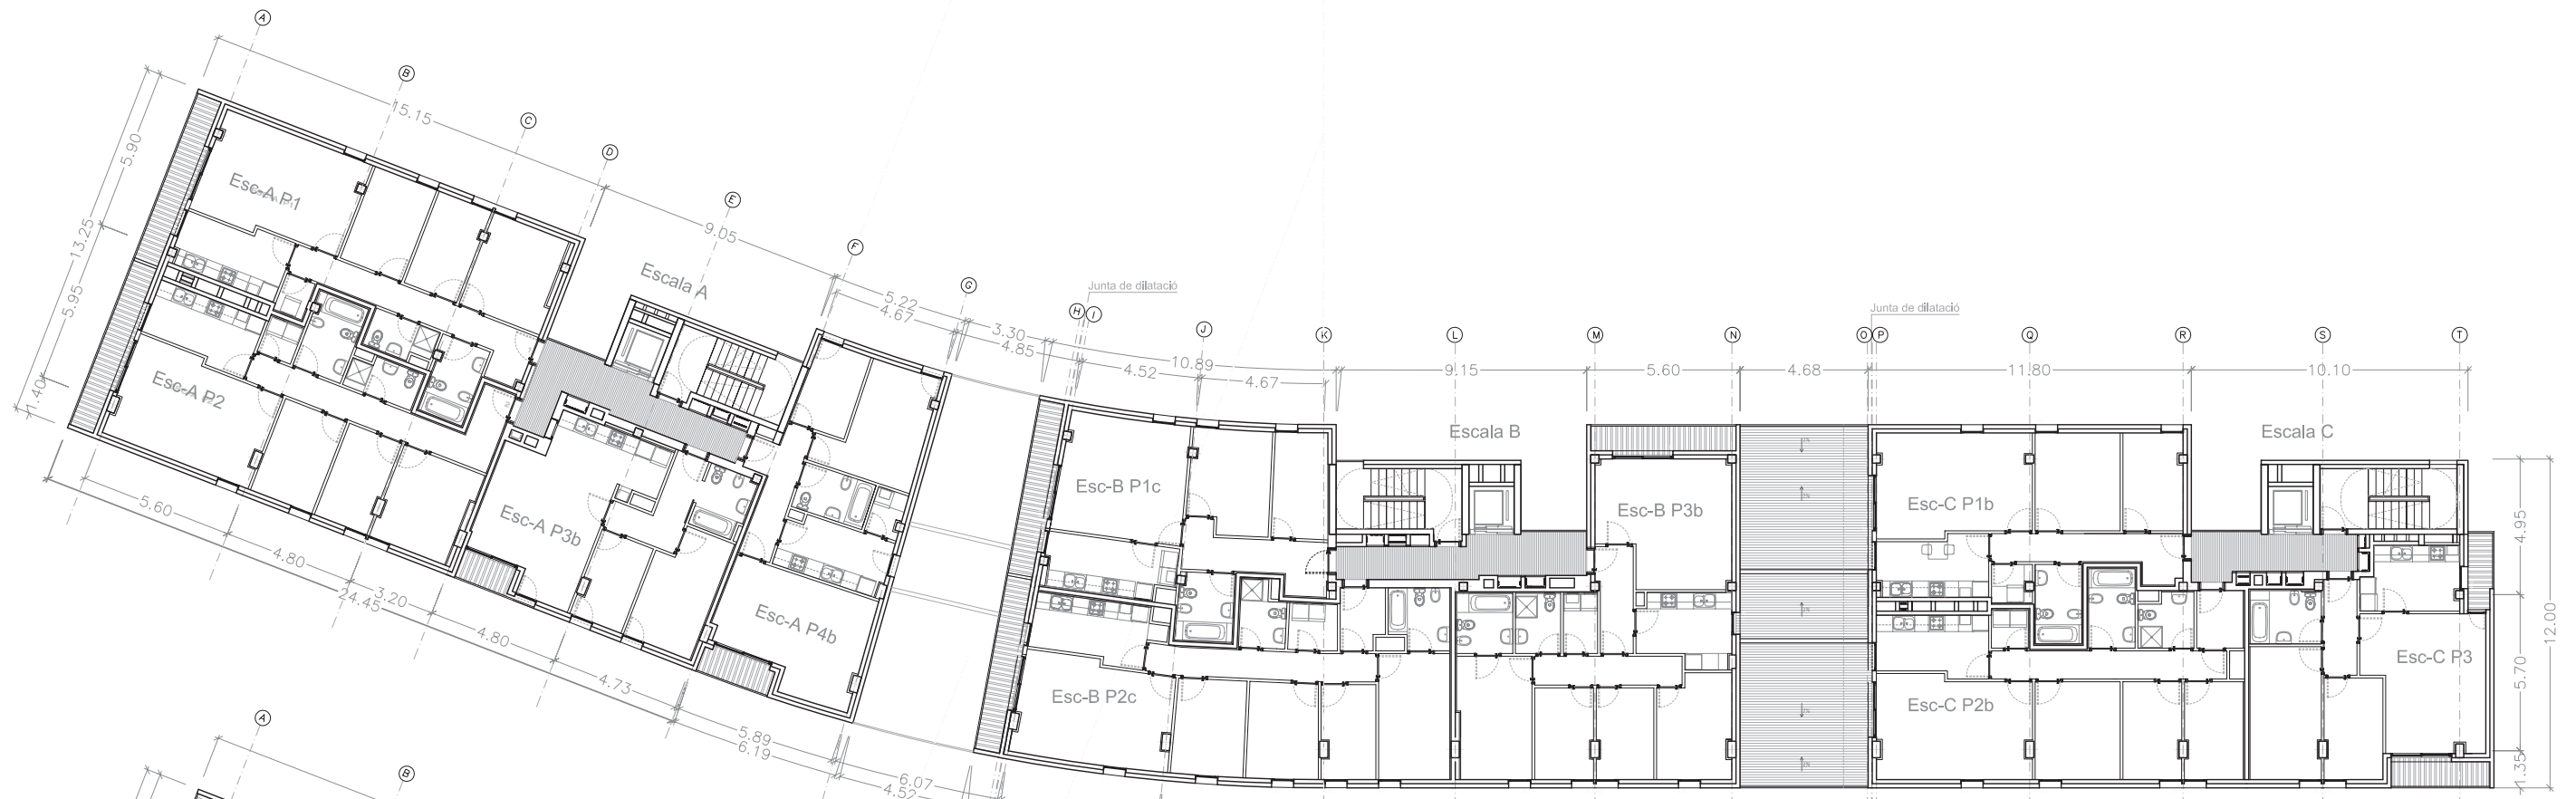 A
B
C
D
E
F
G
H
I
J
K
L
M
N
O
P
Q
R
S
T
15.15
9.05
5.22
4.67
3.30
4.85
10.89
4.52
4.67
9.15
5.60
4.68
11.80
10.10
Junta de dilatació
Junta de dilatació
5.90
13.25
5.95
1.40
Escala A
Escala B
Escala C
Esc-A P1
Esc-A P2
Esc-A P3b
Esc-A P4b
Esc-B P1c
Esc-B P2c
Esc-B P3b
Esc-C P1b
Esc-C P2b
Esc-C P3
4.95
12.00
5.70
1.35
5.60
4.80
3.20
24.45
4.80
4.73
5.89
6.19
6.07
4.52
A
B